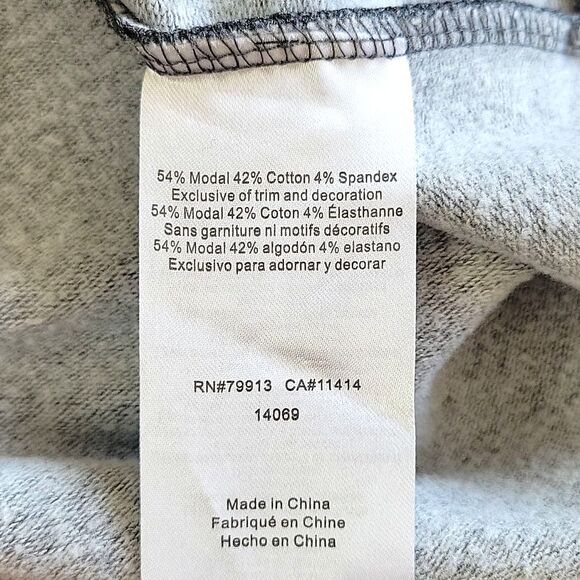 54% Modal 42% Cotton 4% Spandex
Exclusive of trim and decoration
54% Modal 42% Coton 4% Élasthanne
Sans garniture ni motifs décoratifs
54% Modal 42% algodón 4% elastano
Exclusivo para adornar y decorar
RN#79913 CA#11414
14069
Made in China
Fabriqué en Chine
Hecho en China